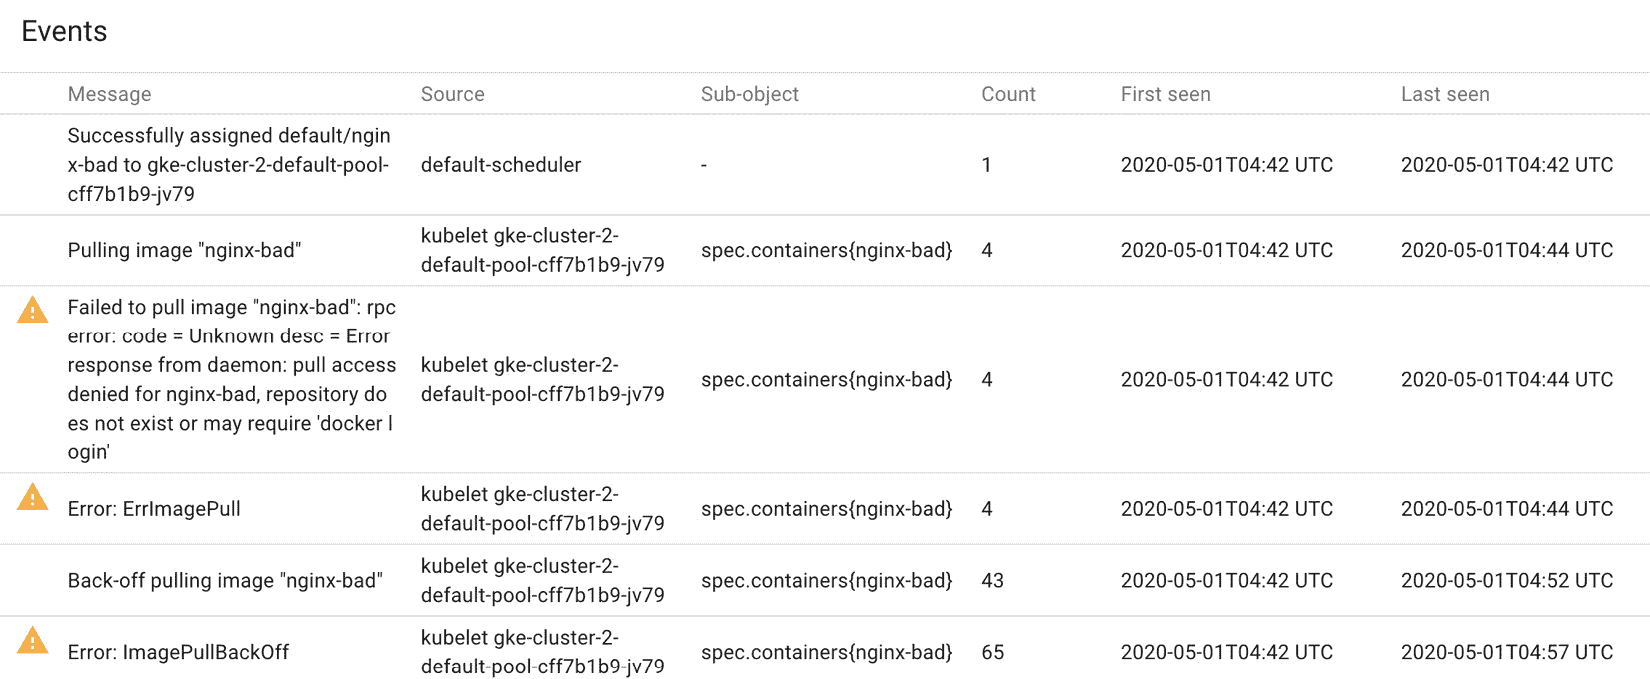 Events
Message Source Sub-object Count First seen Last seen
Successfully assigned default/ngin
x-bad to gke-cluster-2-default-pool-
cff7b1b9-jv79
default-scheduler
-
1
2020-05-01T04:42 UTC
2020-05-01T04:42 UTC
Pulling image "nginx-bad"
kubelet gke-cluster-2-
default-pool-cff7b1b9-jv79
spec.containers{nginx-bad}
4
2020-05-01T04:42 UTC
2020-05-01T04:44 UTC
Failed to pull image "nginx-bad": rpc
error: code = Unknown desc = Error
response from daemon: pull access
denied for nginx-bad, repository do
es not exist or may require 'docker l
ogin'
kubelet gke-cluster-2-
default-pool-cff7b1b9-jv79
spec.containers{nginx-bad}
4
2020-05-01T04:42 UTC
2020-05-01T04:44 UTC
Error: ErrImagePull
kubelet gke-cluster-2-
default-pool-cff7b1b9-jv79
spec.containers{nginx-bad}
4
2020-05-01T04:42 UTC
2020-05-01T04:44 UTC
Back-off pulling image "nginx-bad"
kubelet gke-cluster-2-
default-pool-cff7b1b9-jv79
spec.containers{nginx-bad}
43
2020-05-01T04:42 UTC
2020-05-01T04:52 UTC
Error: ImagePullBackOff
kubelet gke-cluster-2-
default-pool-cff7b1b9-jv79
spec.containers{nginx-bad}
65
2020-05-01T04:42 UTC
2020-05-01T04:57 UTC